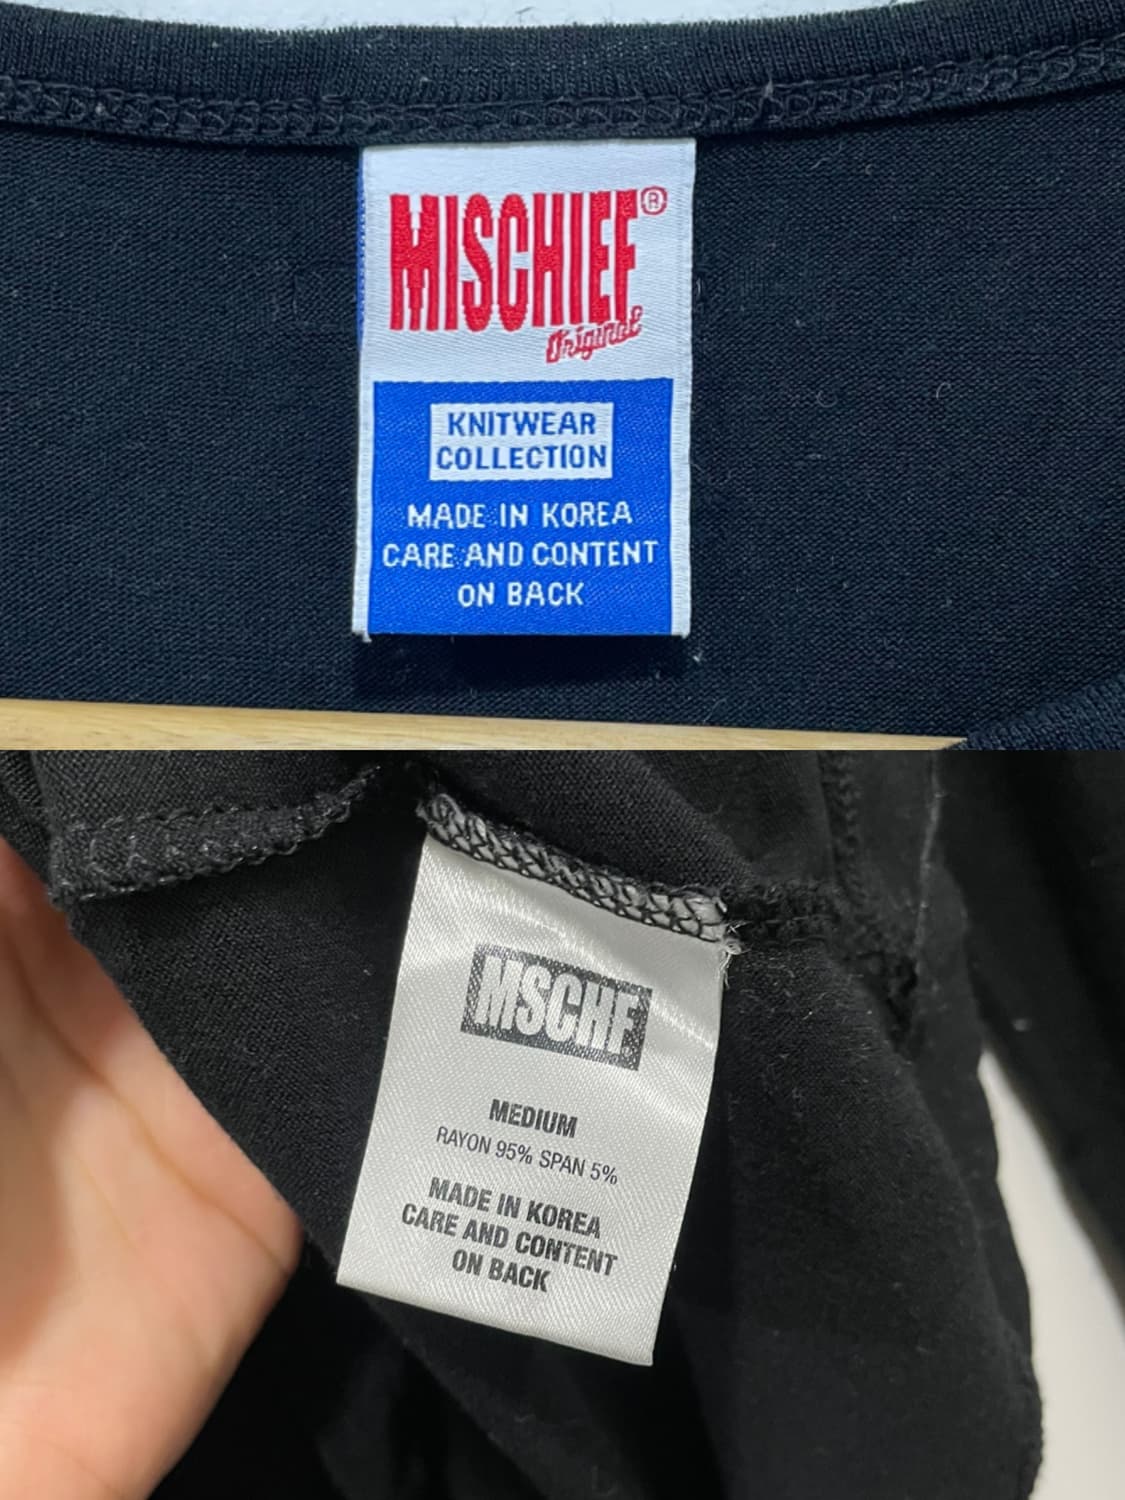 MISCHIEF®
Original
KNITWEAR
COLLECTION
MADE IN KOREA
CARE AND CONTENT
ON BACK
MSCHF
MEDIUM
RAYON 95% SPAN 5%
MADE IN KOREA
CARE AND CONTENT
ON BACK